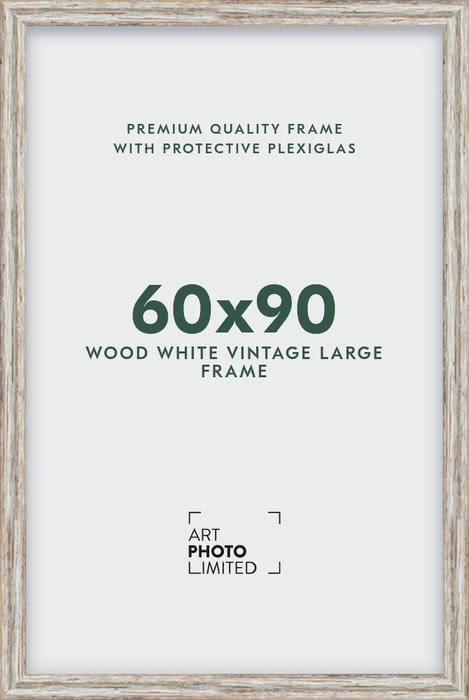 PREMIUM QUALITY FRAME
WITH PROTECTIVE PLEXIGLAS
60x90
WOOD WHITE VINTAGE LARGE
FRAME
ART
PHOTO
LIMITED